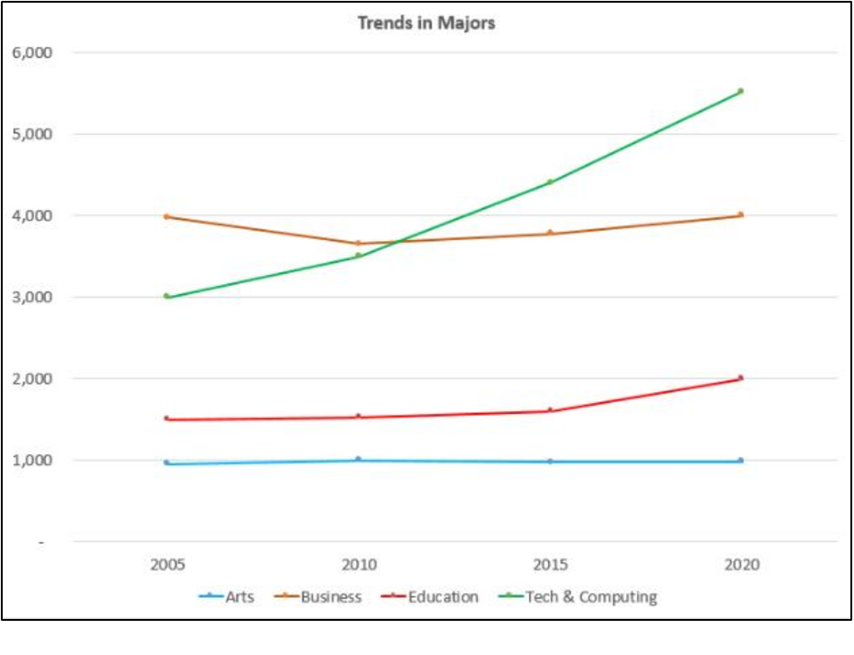 Trends in Majors
6,000
5,000
4,000
3,000
2,000
1,000
-
2005 2010 2015 2020
Arts Business Education Tech & Computing